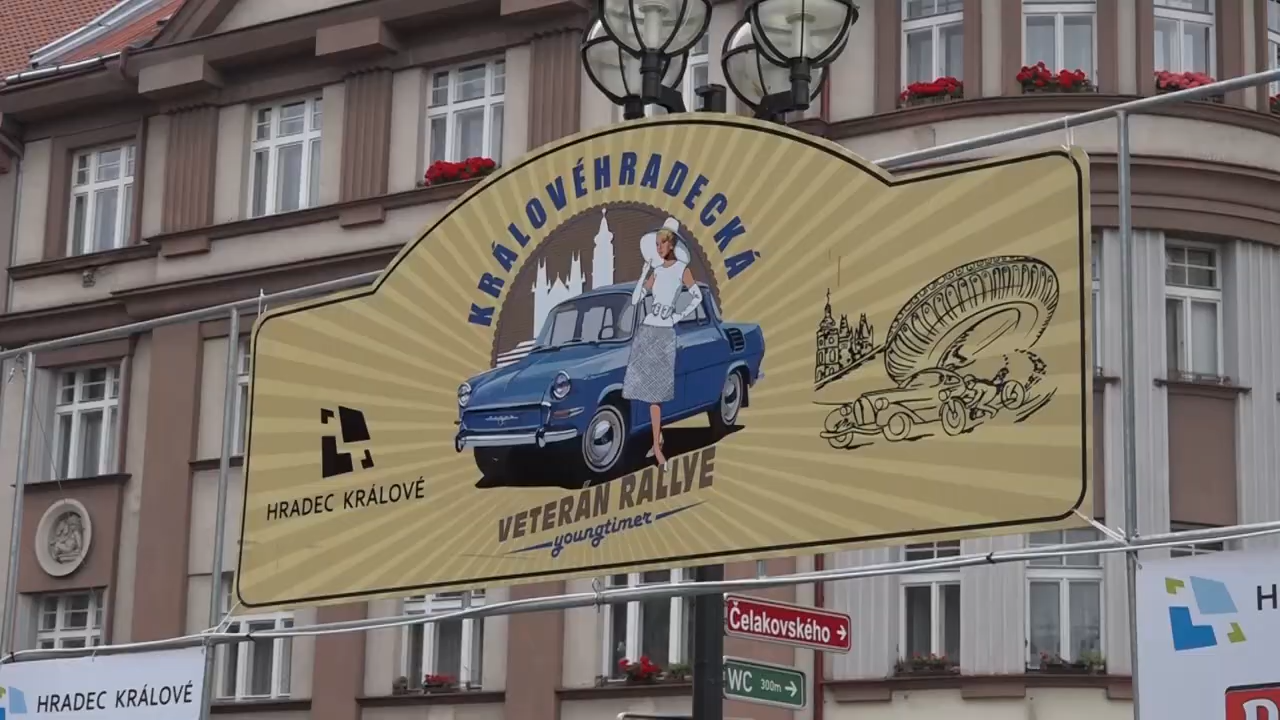 KRÁLOVÉHRADECKÁ
HRADEC KRÁLOVÉ
VETERÁN RALLYE
youngtimer
Čelakovského
WC 300m
HRADEC KRÁLOVÉ
H